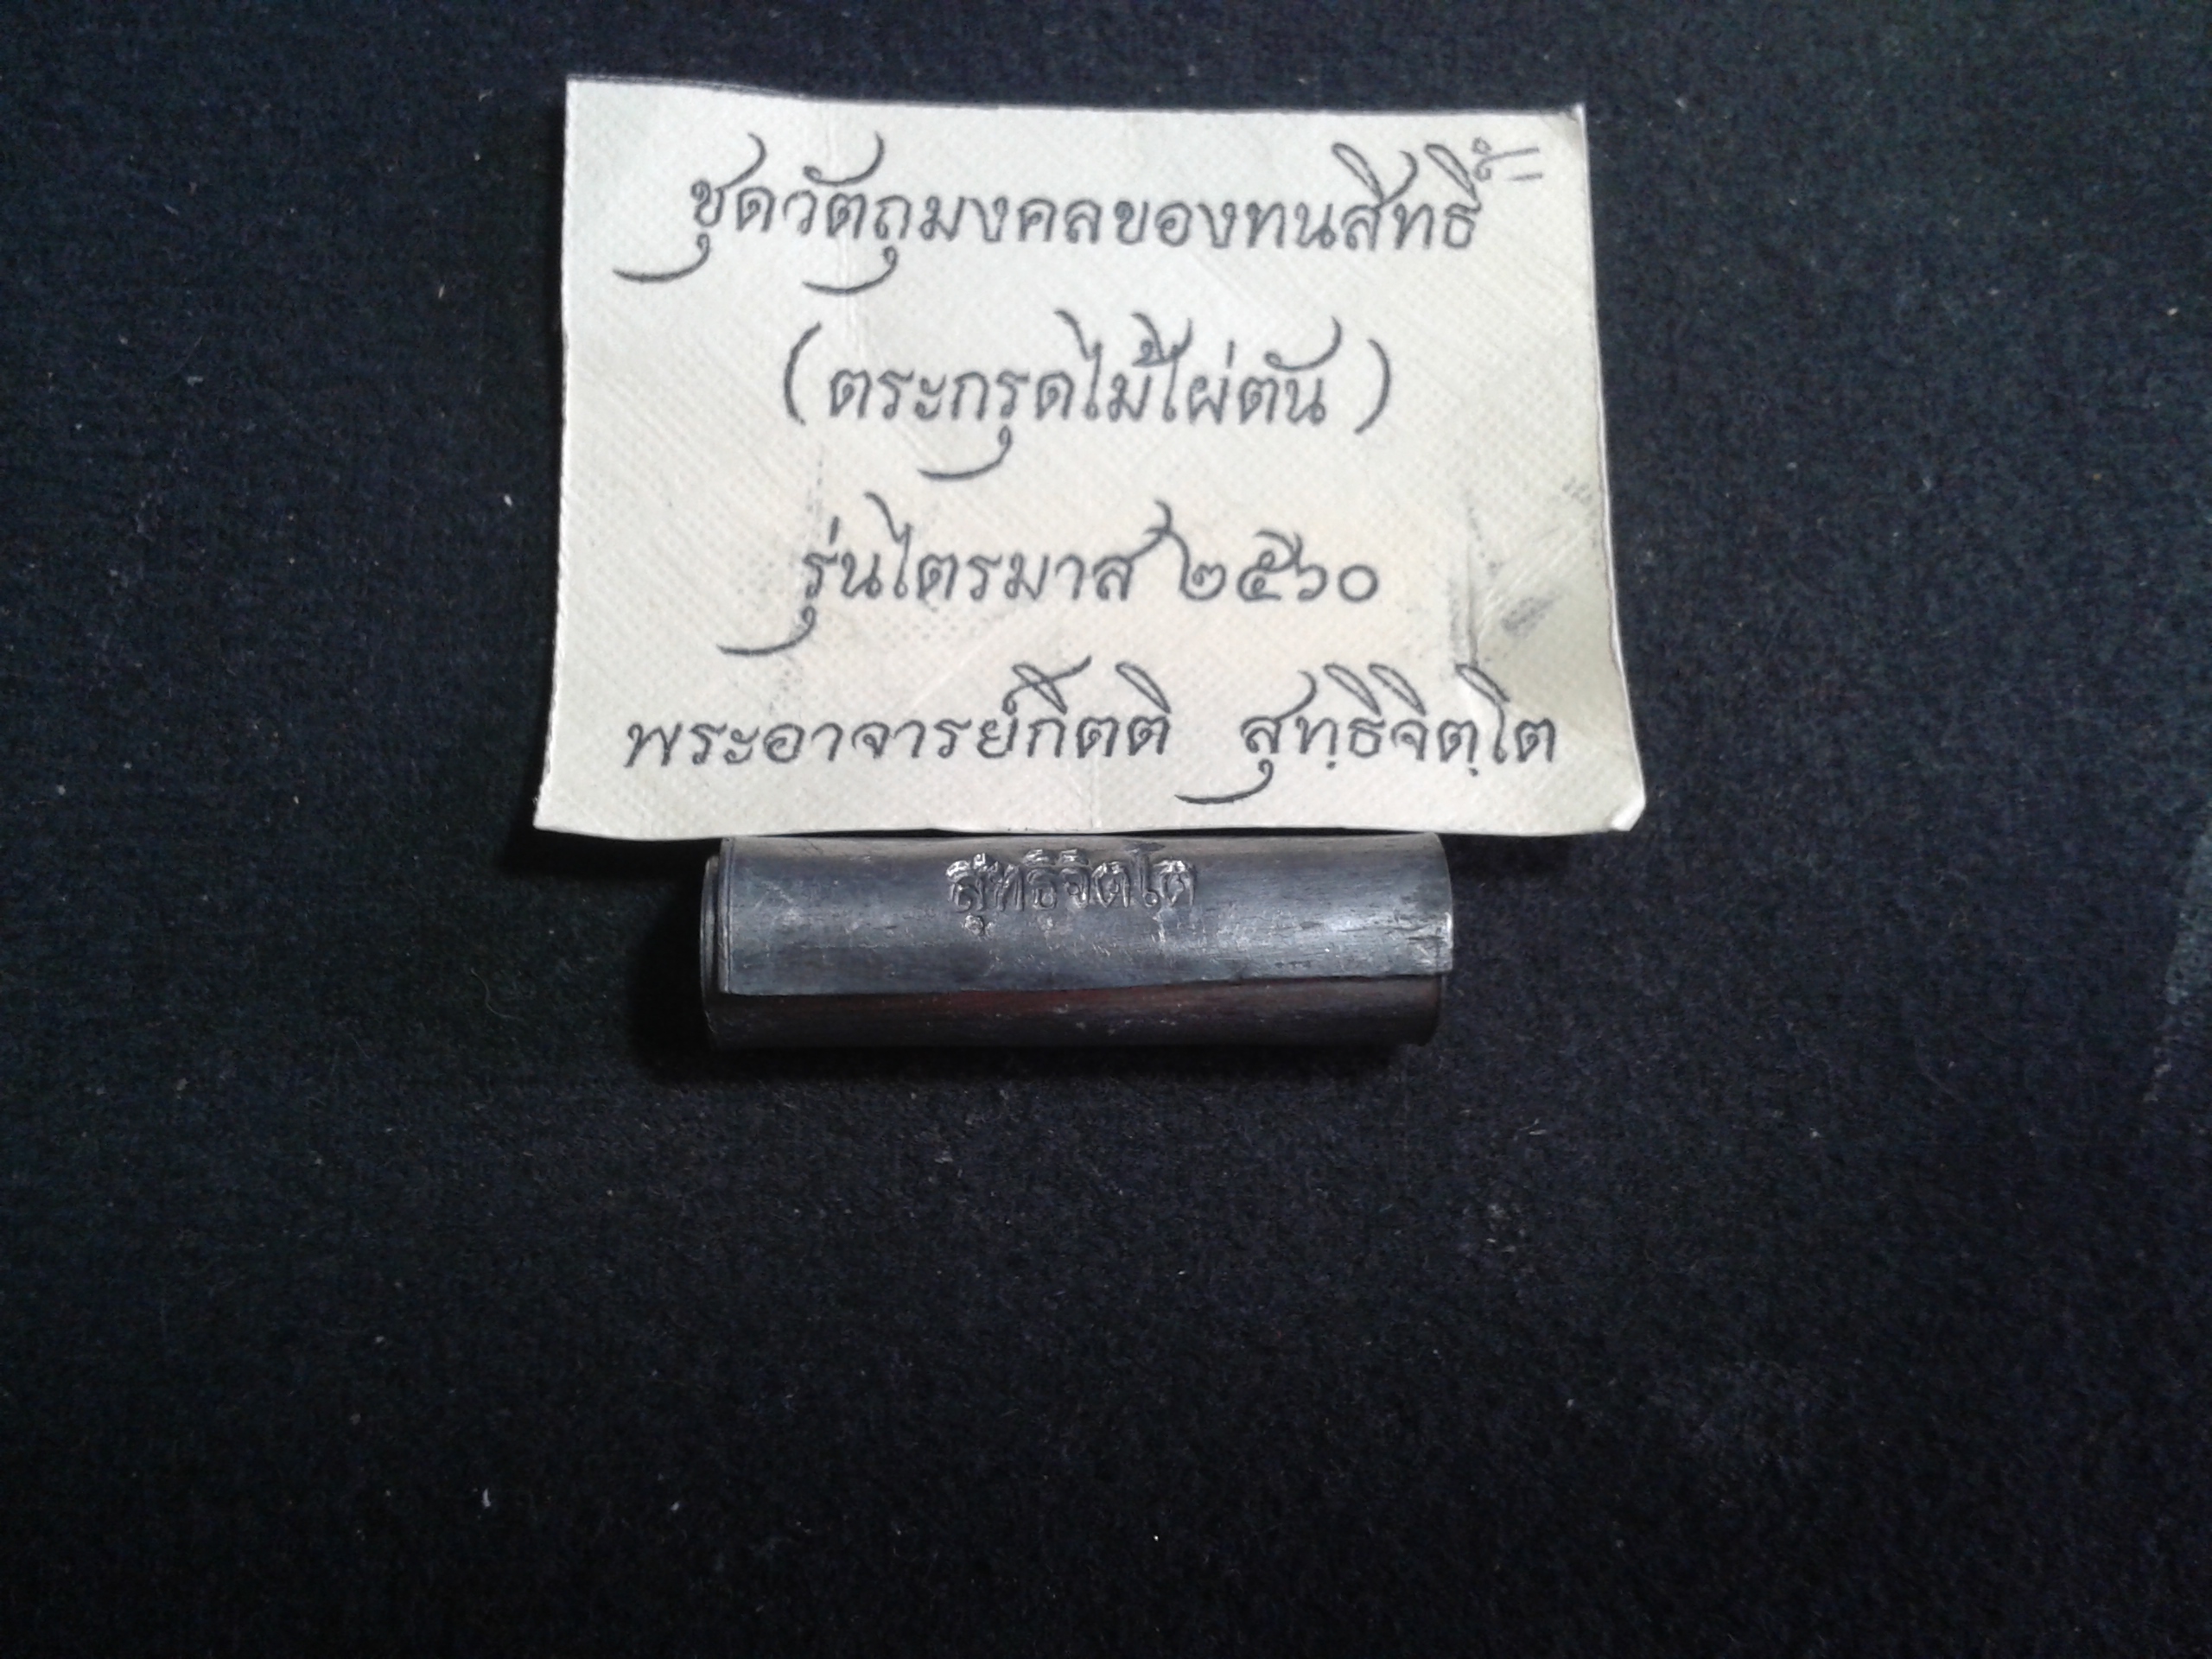 ชุดวัตถุมงคลของทนสิทธิ์
(ตระกรุดไม้ไผ่ตัน)
รุ่นไตรมาส ๒๕๖๐
พระอาจารย์กิตติ สุทฺธิจิตฺโต
สุทธิจิตโต